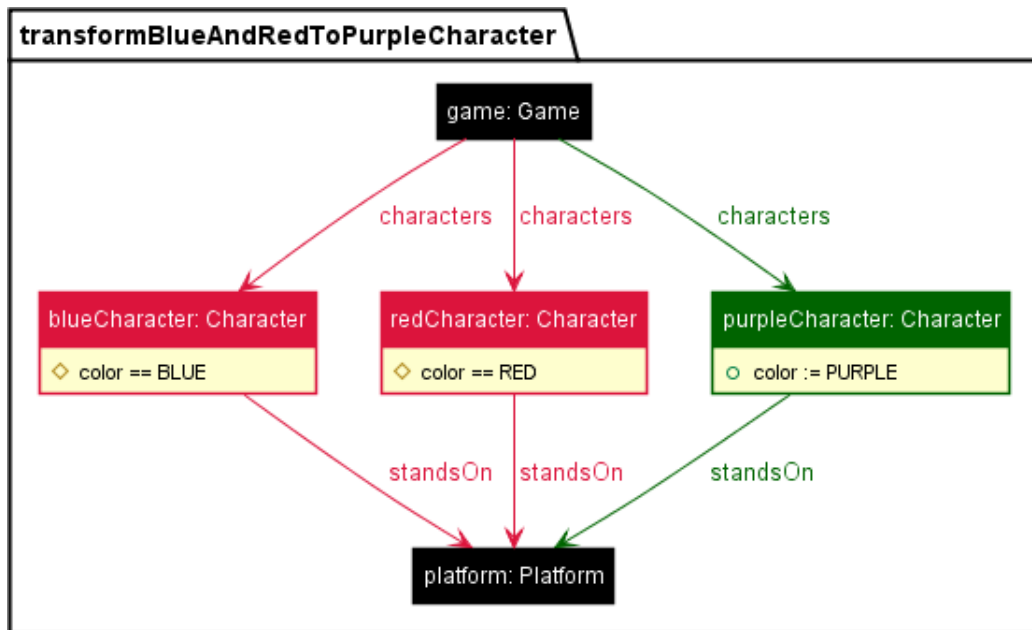 transformBlueAndRedToPurpleCharacter
game: Game
characters
characters
characters
blueCharacter: Character
color == BLUE
redCharacter: Character
color == RED
purpleCharacter: Character
color := PURPLE
standsOn
standsOn
standsOn
platform: Platform